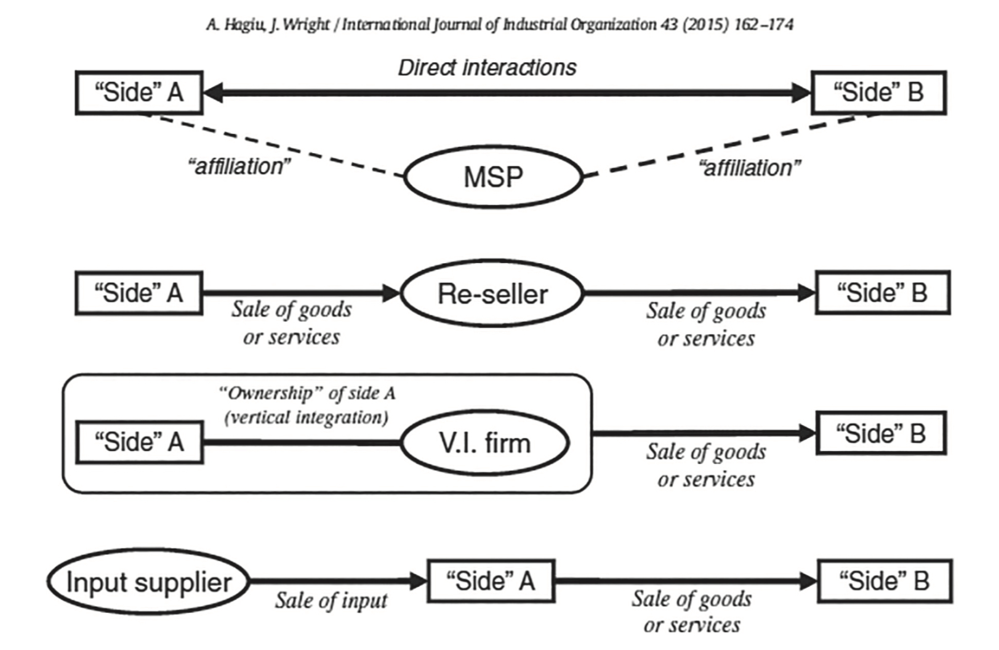 A. Hagiu, J. Wright / International Journal of Industrial Organization 43 (2015) 162–174
Direct interactions
“Side” A
“Side” B
“affiliation”
MSP
“affiliation”
“Side” A
Re-seller
“Side” B
Sale of goods
or services
Sale of goods
or services
“Ownership” of side A
(vertical integration)
“Side” A
V.I. firm
“Side” B
Sale of goods
or services
Input supplier
“Side” A
“Side” B
Sale of input
Sale of goods
or services